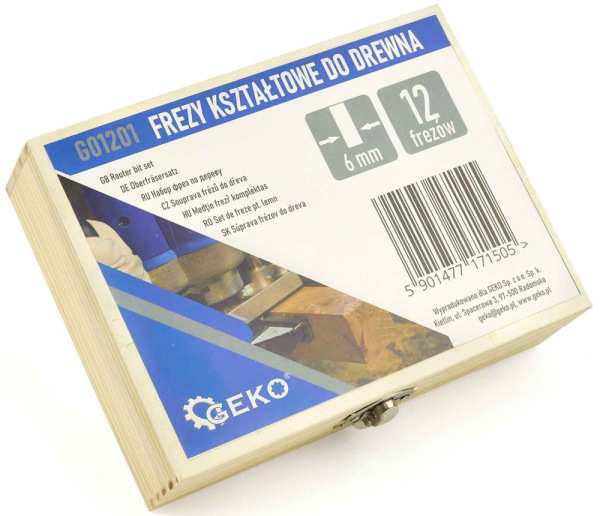 G01201 FREZY KSZTAŁTOWE DO DREWNA
GB Router bit set
DE Oberfräsersatz
RU Набор фрез по дереву
CZ Souprava frézů do dřeva
HU Medjio frezi komplektas
RO Set de freze pt. lemn
SK Súprava frézov do dreva
6 mm
12
frezów
5 901477 171505 >
Wyprodukowano dla GEKO Sp. z o.o. Sp. k.
Kietlin, ul. Spacerowa 3, 97-500 Radomsko
geko@geko.pl, www.geko.pl
GEKO®